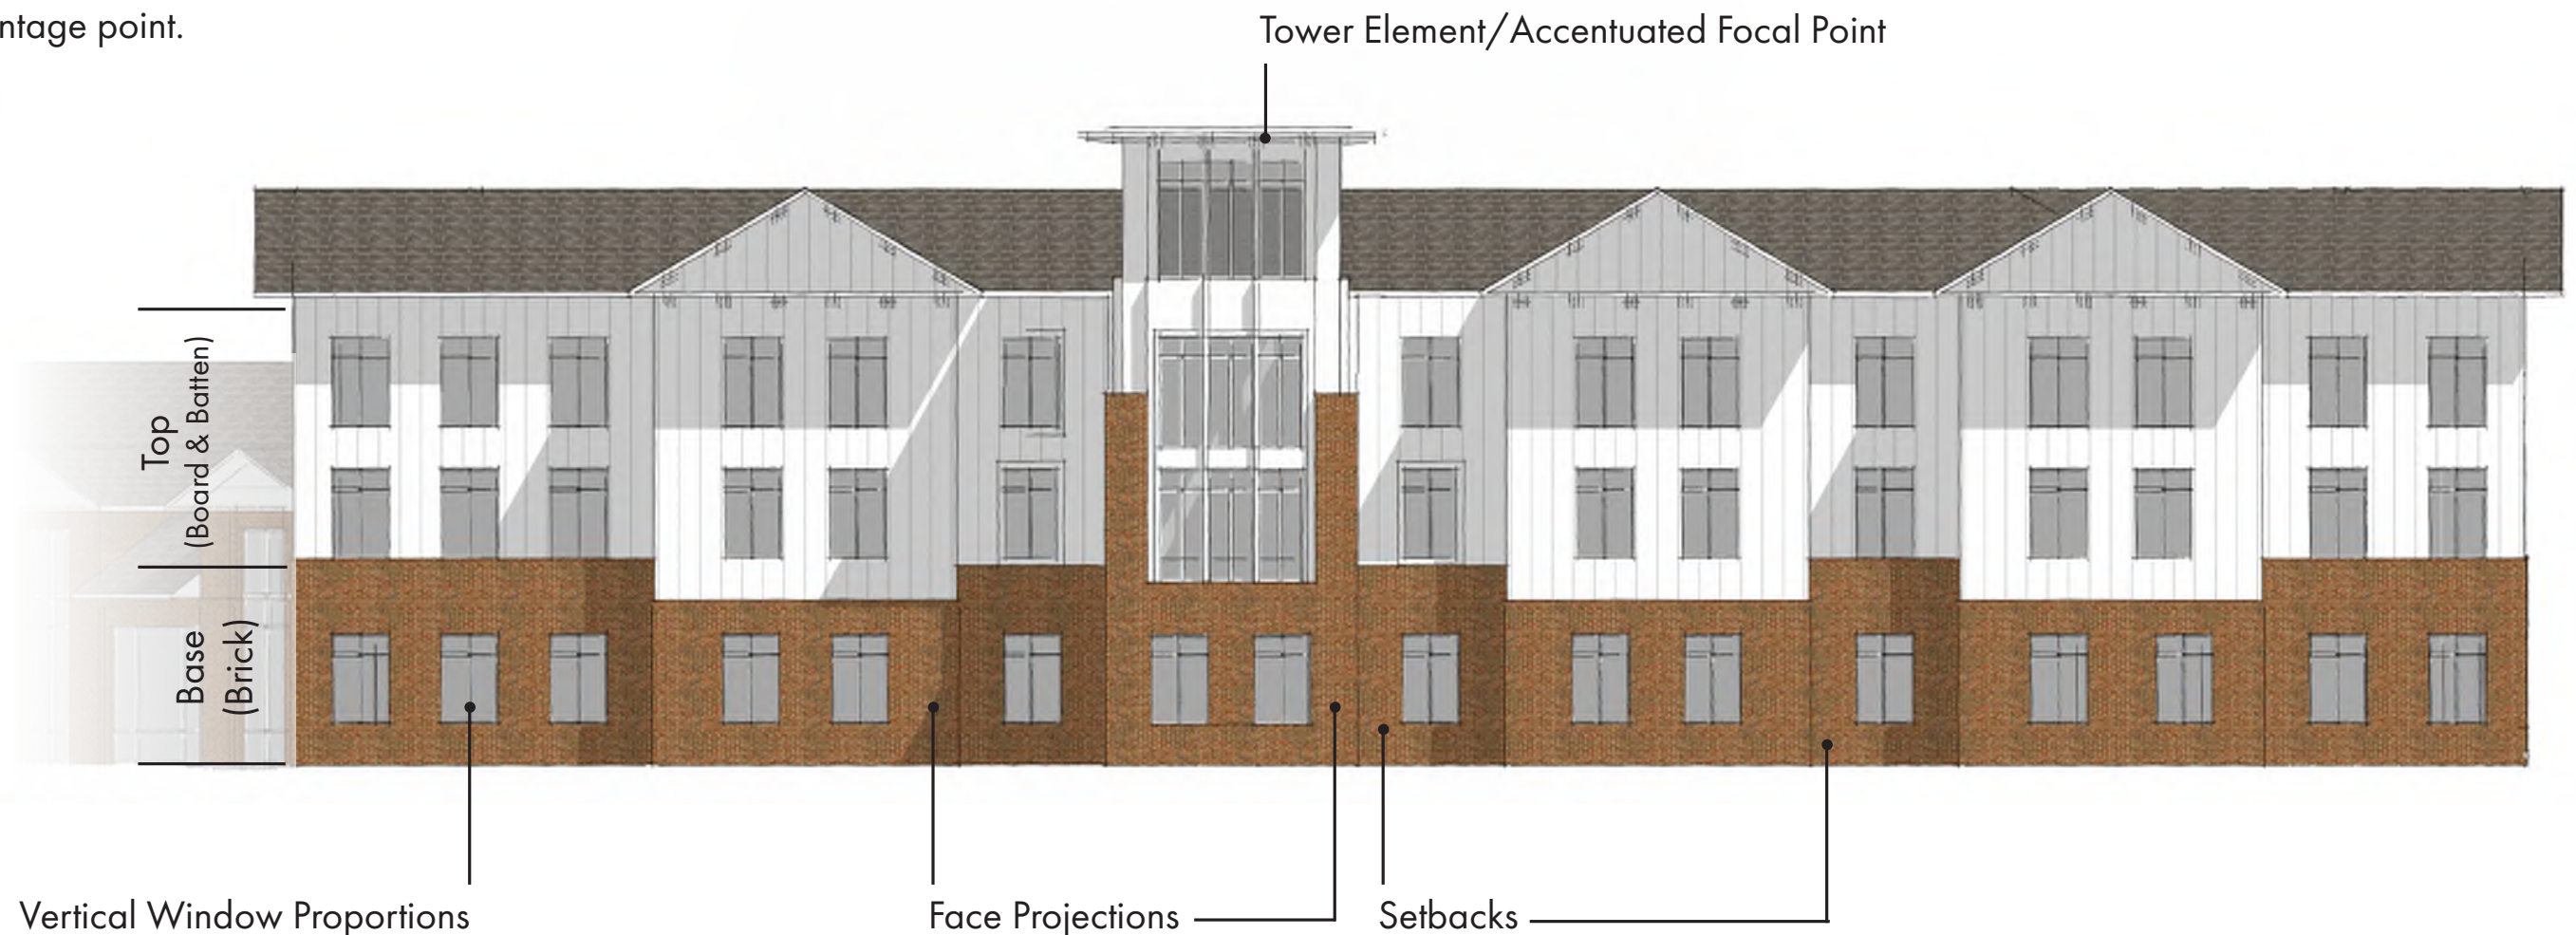 ntage point.
Tower Element/Accentuated Focal Point
Top
(Board & Batten)
Base
(Brick)
Vertical Window Proportions
Face Projections
Setbacks